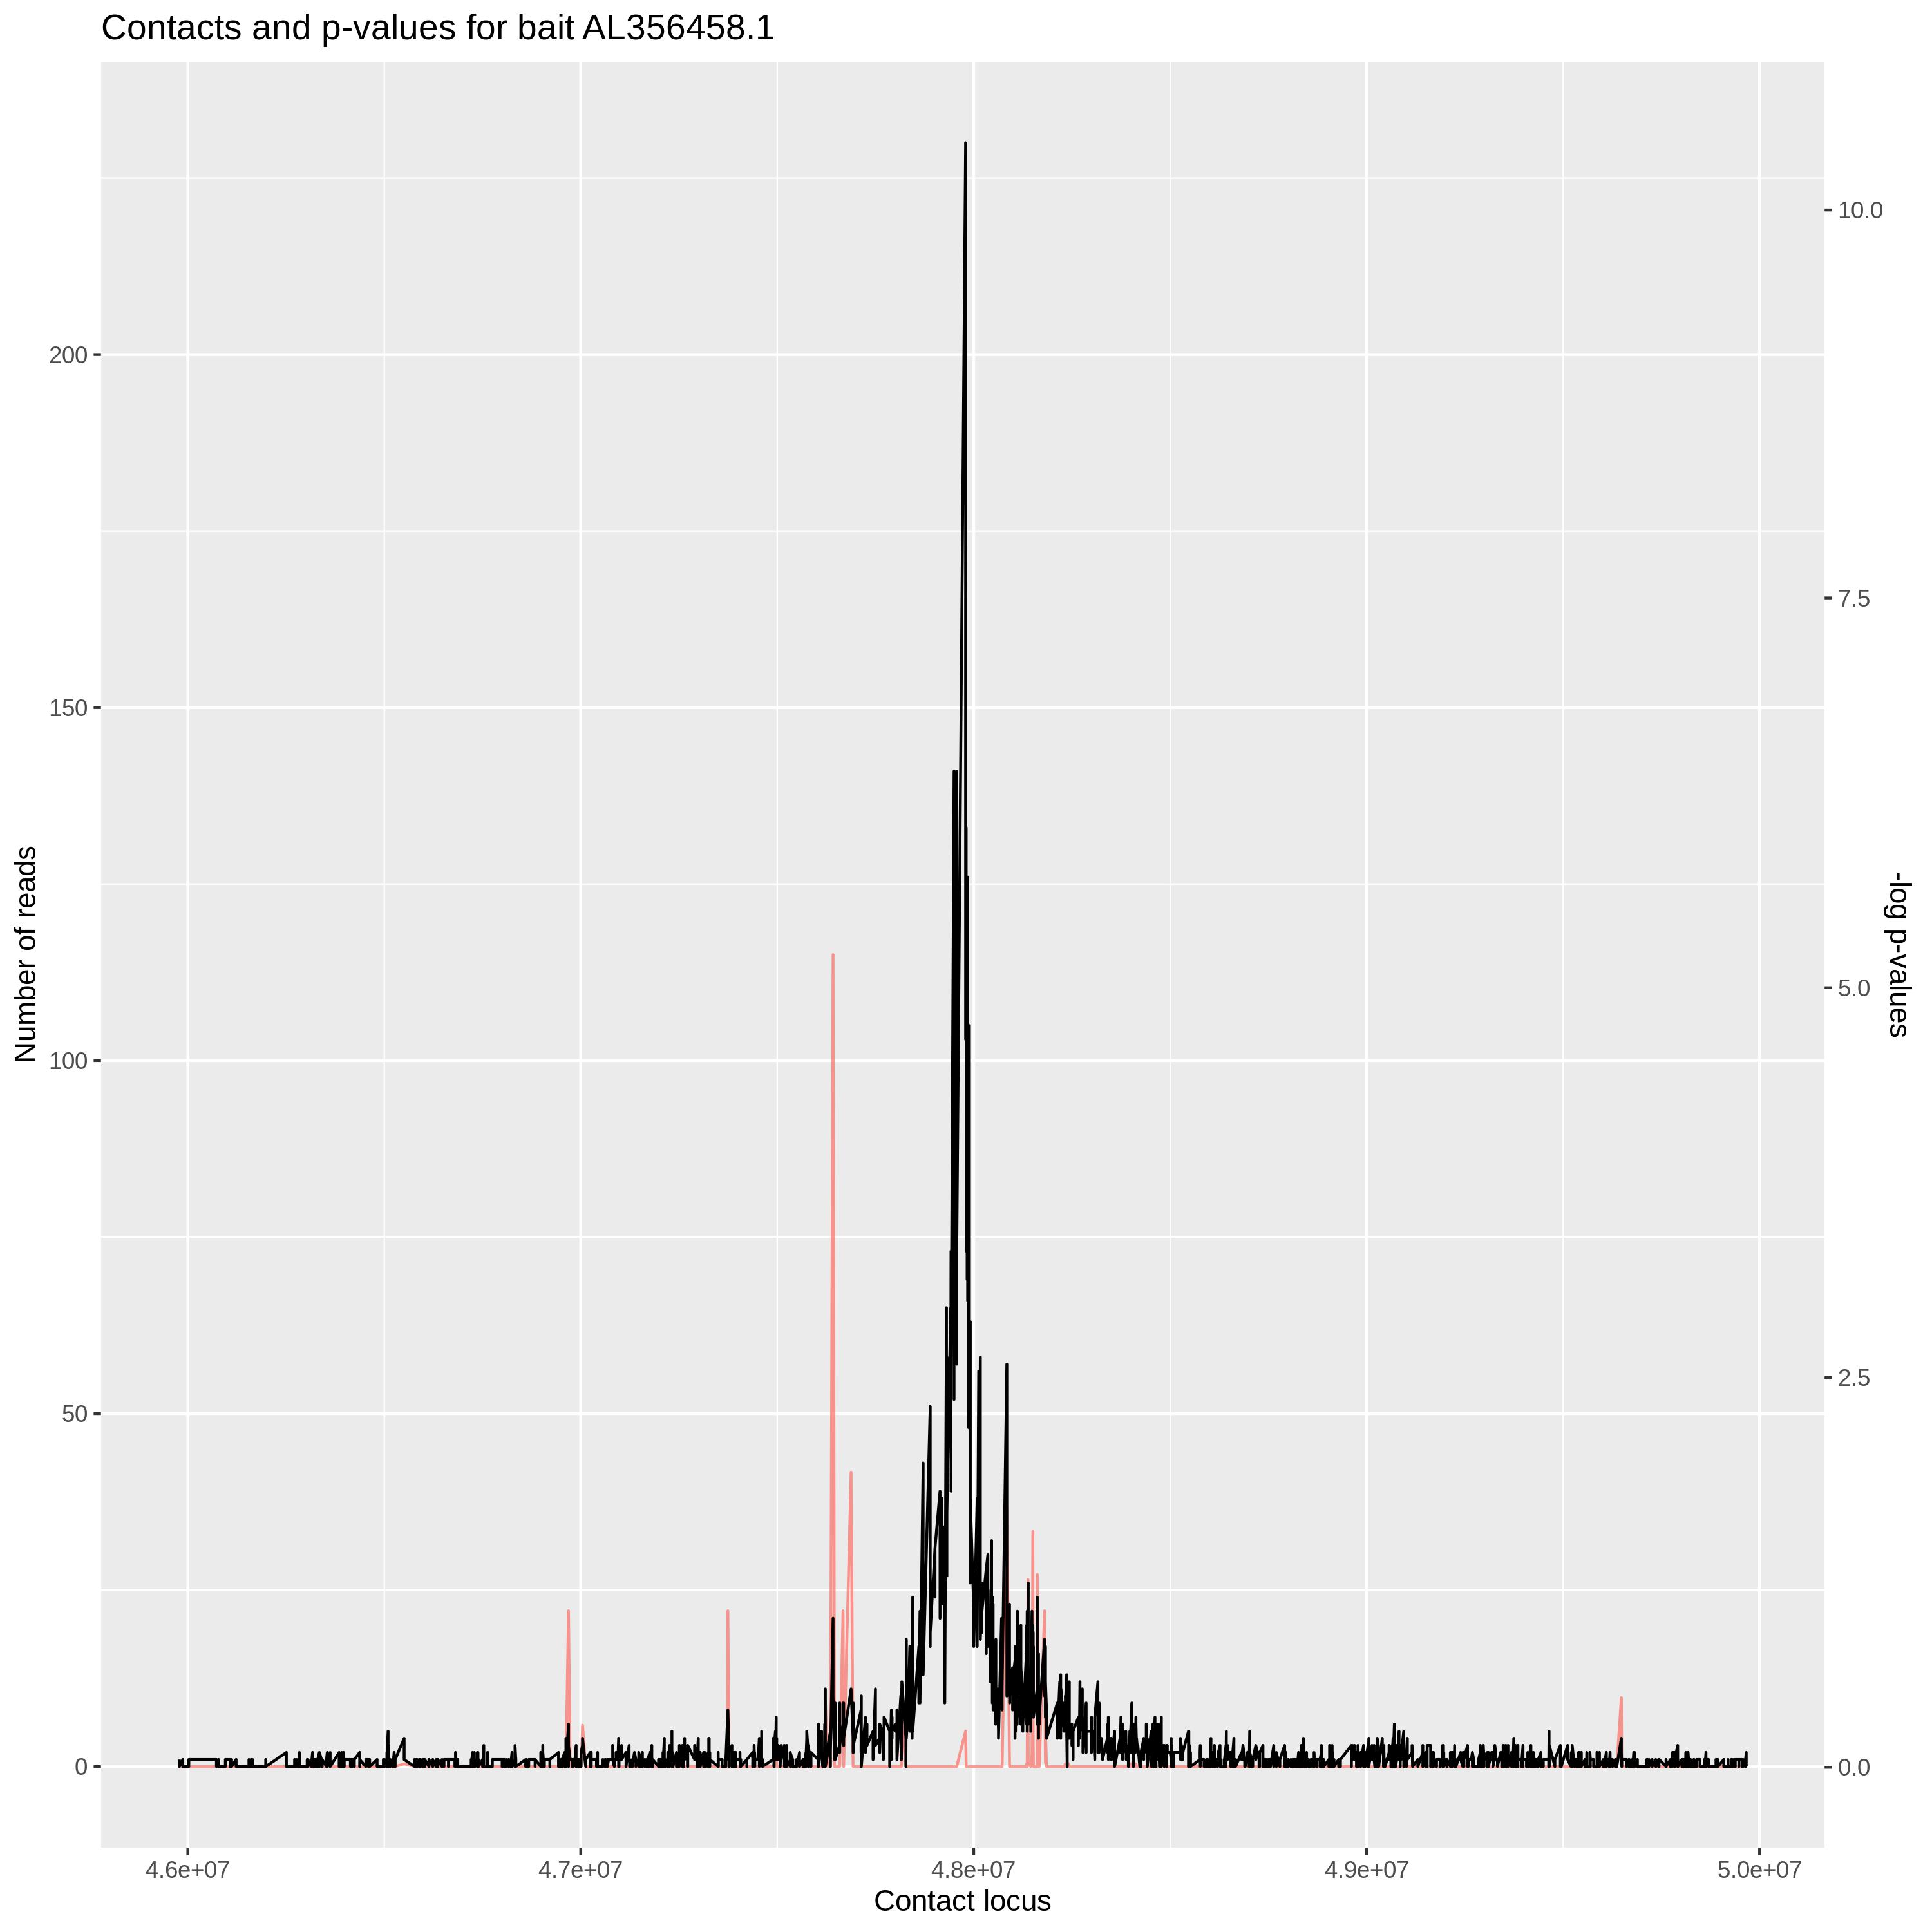 Contacts and p-values for bait AL356458.1
Number of reads
200
150
100
50
0
10.0
7.5
5.0
2.5
0.0
-log p-values
4.6e+07 4.7e+07 4.8e+07 4.9e+07 5.0e+07
Contact locus